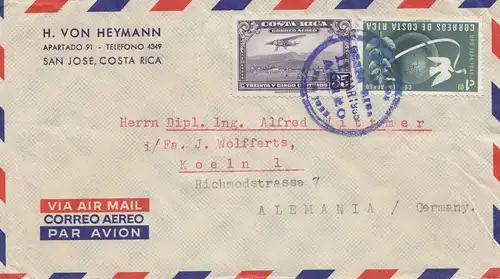 H. VON HEYMANN
APARTADO 91 - TELEFONO 4349
SAN JOSE, COSTA RICA
COSTA RICA
35
TREINTA Y CINCO CENTIMOS
CORREOS DE COSTA RICA
Herrn Dipl. Ing. Alfred Wittmer
i/Fa. J. Wolfferts,
Koeln 1
Richmodstrasse 7
ALEMANIA / Germany.
VIA AIR MAIL
CORREO AEREO
PAR AVION